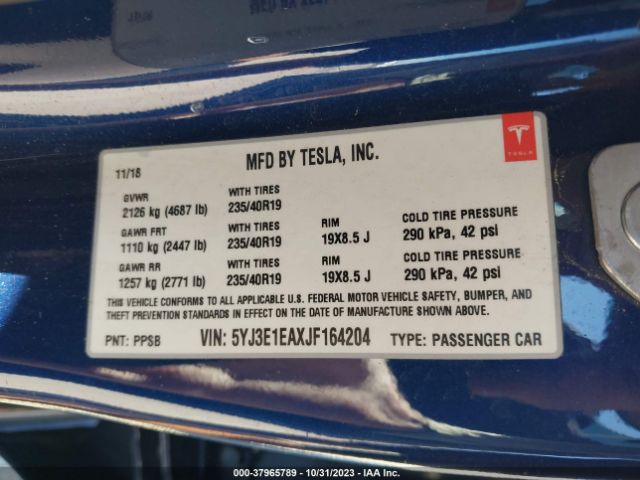 11/18
MFD BY TESLA, INC.
TESLA
GVWR WITH TIRES
2126 kg (4687 lb) 235/40R19
GAWR FRT WITH TIRES RIM COLD TIRE PRESSURE
1110 kg (2447 lb) 235/40R19 19X8.5 J 290 kPa, 42 psi
GAWR RR WITH TIRES RIM COLD TIRE PRESSURE
1257 kg (2771 lb) 235/40R19 19X8.5 J 290 kPa, 42 psi
THIS VEHICLE CONFORMS TO ALL APPLICABLE U.S. FEDERAL MOTOR VEHICLE SAFETY, BUMPER, AND
THEFT PREVENTION STANDARDS IN EFFECT ON THE DATE OF MANUFACTURE SHOWN ABOVE.
PNT: PPSB VIN: 5YJ3E1EAXJF164204 TYPE: PASSENGER CAR
000-37965789 - 10/31/2023 - IAA Inc.